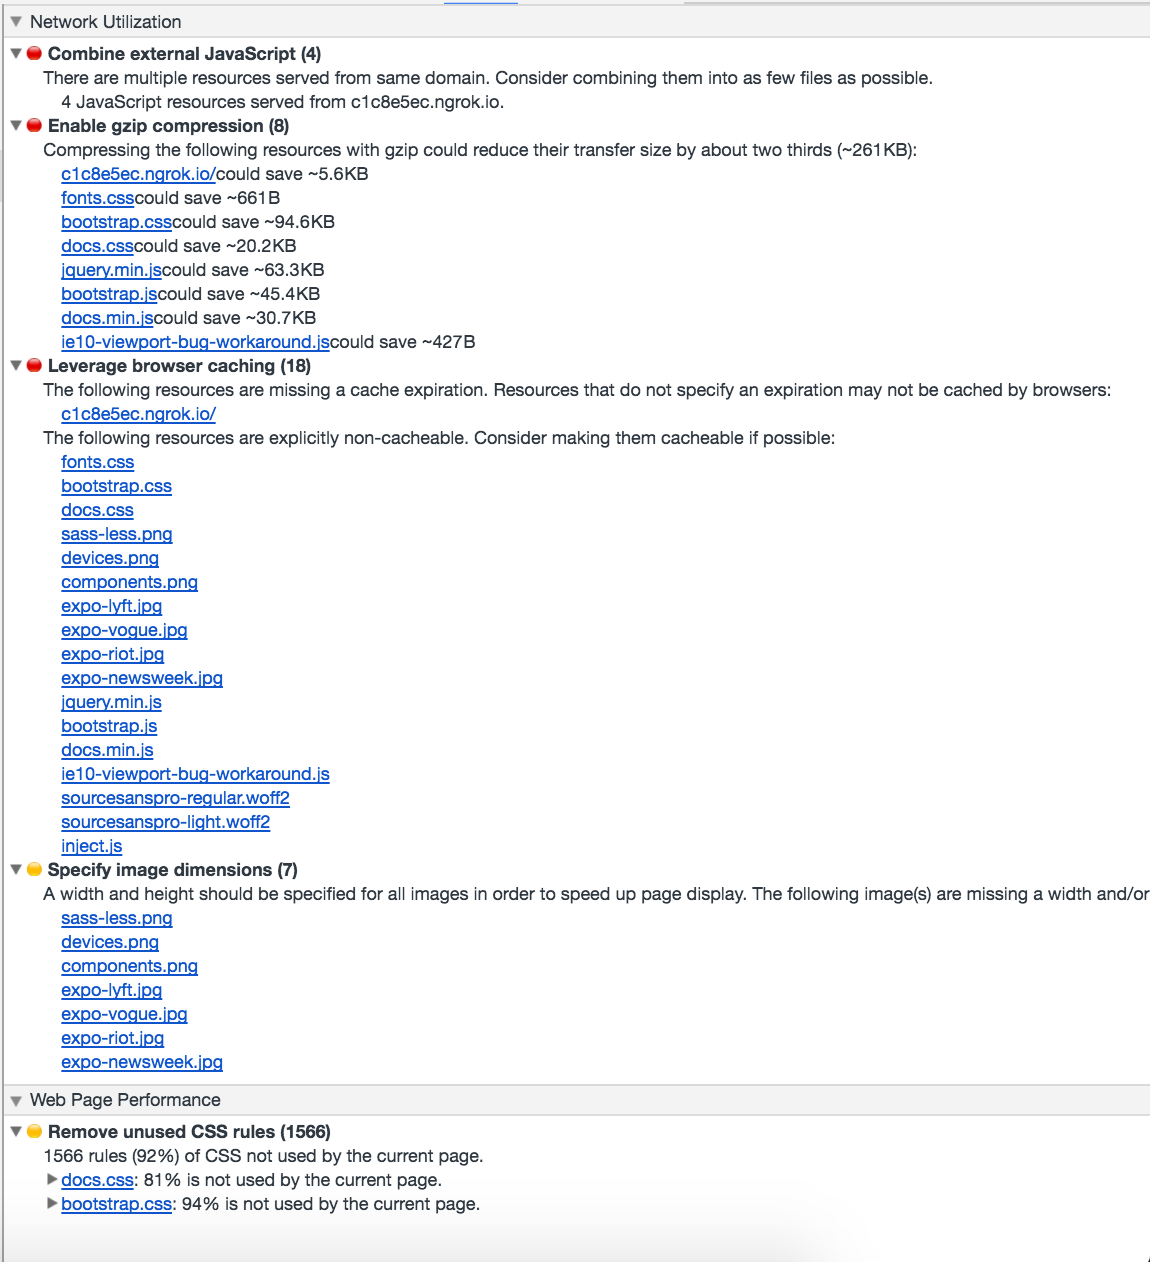 Network Utilization
Combine external JavaScript (4)
There are multiple resources served from same domain. Consider combining them into as few files as possible.
4 JavaScript resources served from c1c8e5ec.ngrok.io.
Enable gzip compression (8)
Compressing the following resources with gzip could reduce their transfer size by about two thirds (~261KB):
c1c8e5ec.ngrok.io/could save ~5.6KB
fonts.csscould save ~661B
bootstrap.csscould save ~94.6KB
docs.csscould save ~20.2KB
jquery.min.jscould save ~63.3KB
bootstrap.jscould save ~45.4KB
docs.min.jscould save ~30.7KB
ie10-viewport-bug-workaround.jscould save ~427B
Leverage browser caching (18)
The following resources are missing a cache expiration. Resources that do not specify an expiration may not be cached by browsers:
c1c8e5ec.ngrok.io/
The following resources are explicitly non-cacheable. Consider making them cacheable if possible:
fonts.css
bootstrap.css
docs.css
sass-less.png
devices.png
components.png
expo-lyft.jpg
expo-vogue.jpg
expo-riot.jpg
expo-newsweek.jpg
jquery.min.js
bootstrap.js
docs.min.js
ie10-viewport-bug-workaround.js
sourcesanspro-regular.woff2
sourcesanspro-light.woff2
inject.js
Specify image dimensions (7)
A width and height should be specified for all images in order to speed up page display. The following image(s) are missing a width and/or
sass-less.png
devices.png
components.png
expo-lyft.jpg
expo-vogue.jpg
expo-riot.jpg
expo-newsweek.jpg
Web Page Performance
Remove unused CSS rules (1566)
1566 rules (92%) of CSS not used by the current page.
docs.css: 81% is not used by the current page.
bootstrap.css: 94% is not used by the current page.